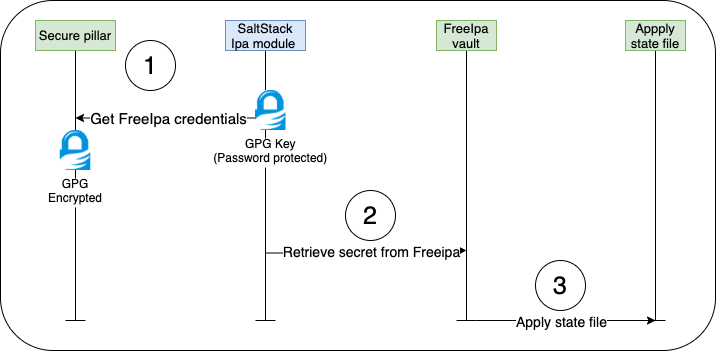 Secure pillar
SaltStack
Ipa module
FreeIpa
vault
Appply
state file
1
Get FreeIpa credentials
GPG Key
(Password protected)
GPG
Encrypted
2
Retrieve secret from Freeipa
3
Apply state file